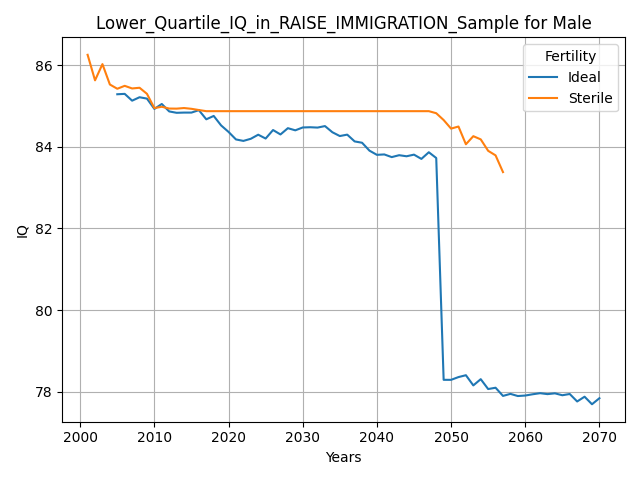 Lower_Quartile_IQ_in_RAISE_IMMIGRATION_Sample for Male
Fertility
Ideal
Sterile
86
84
82
80
78
IQ
2000 2010 2020 2030 2040 2050 2060 2070
Years